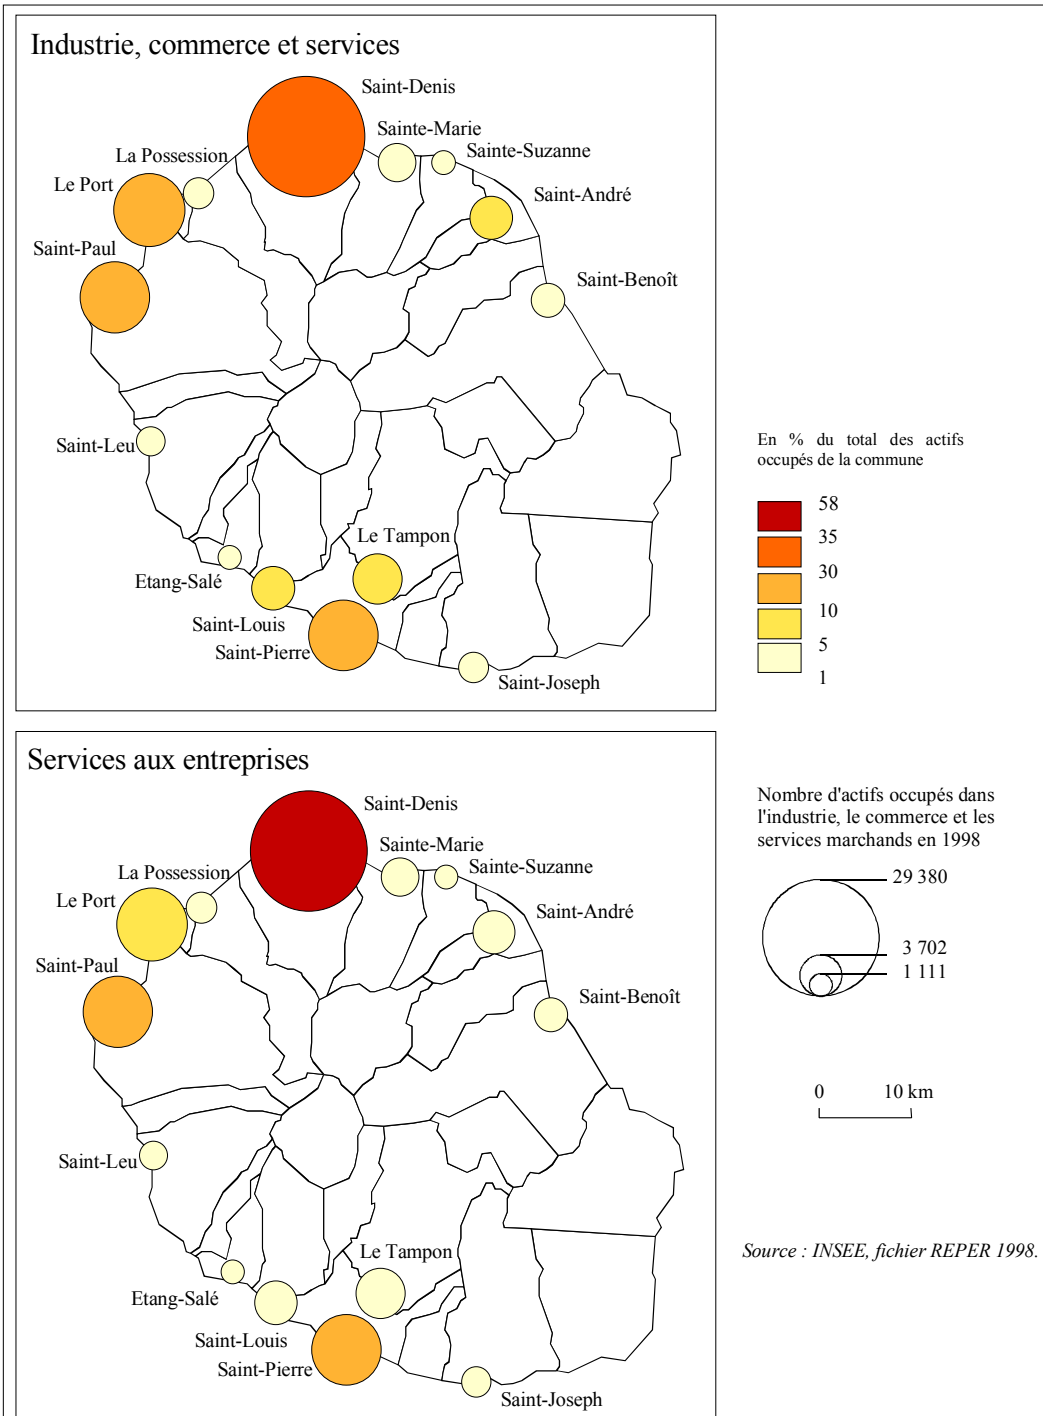 Industrie, commerce et services
Saint-Denis
Sainte-Marie
Sainte-Suzanne
La Possession
Le Port
Saint-André
Saint-Paul
Saint-Benoît
Saint-Leu
Le Tampon
Etang-Salé
Saint-Louis
Saint-Pierre
Saint-Joseph
En % du total des actifs
occupés de la commune
58
35
30
10
5
1
Services aux entreprises
Saint-Denis
Sainte-Marie
Sainte-Suzanne
La Possession
Le Port
Saint-André
Saint-Paul
Saint-Benoît
Saint-Leu
Le Tampon
Etang-Salé
Saint-Louis
Saint-Pierre
Saint-Joseph
Nombre d'actifs occupés dans
l'industrie, le commerce et les
services marchands en 1998
29 380
3 702
1 111
0 10 km
Source : INSEE, fichier REPER 1998.